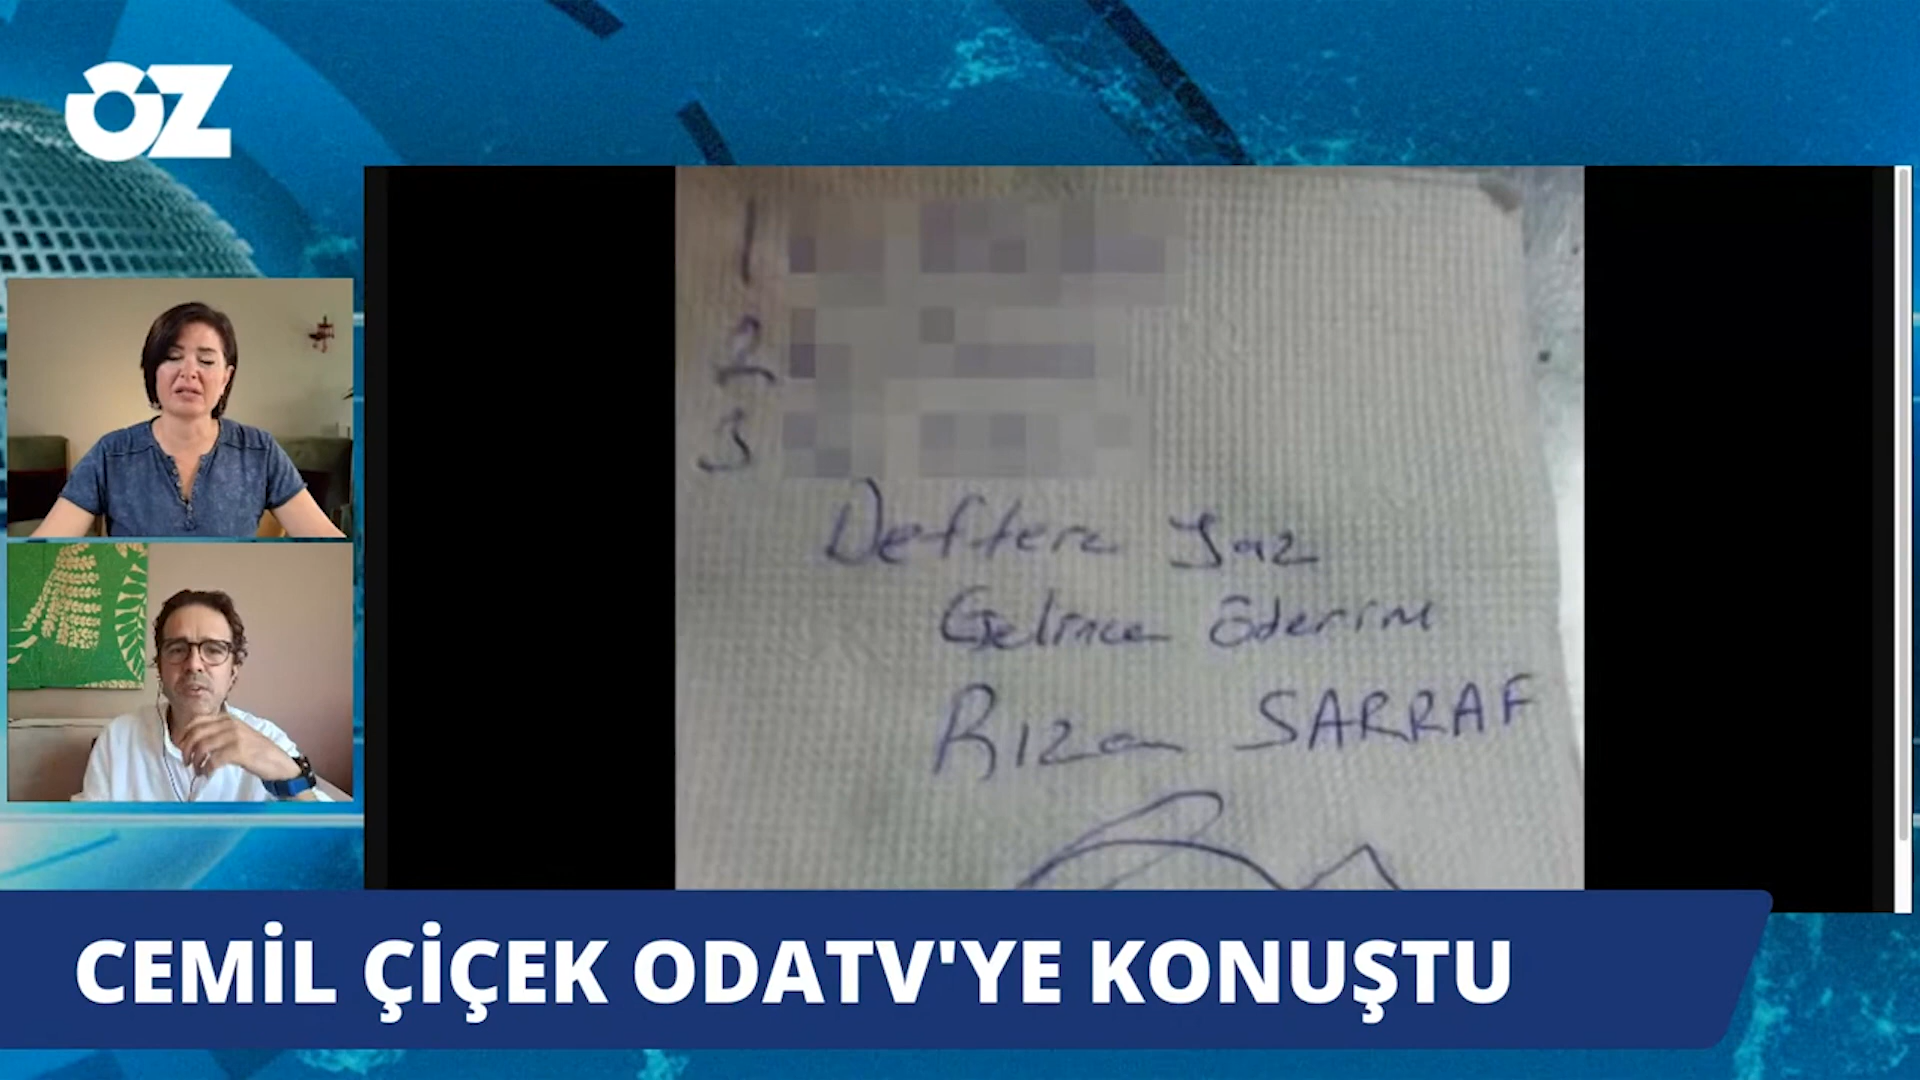 ÖZ
1
2
3
Deftere Yaz
Gelince öderim
Rıza SARRAF
CEMİL ÇİÇEK ODATV'YE KONUŞTU